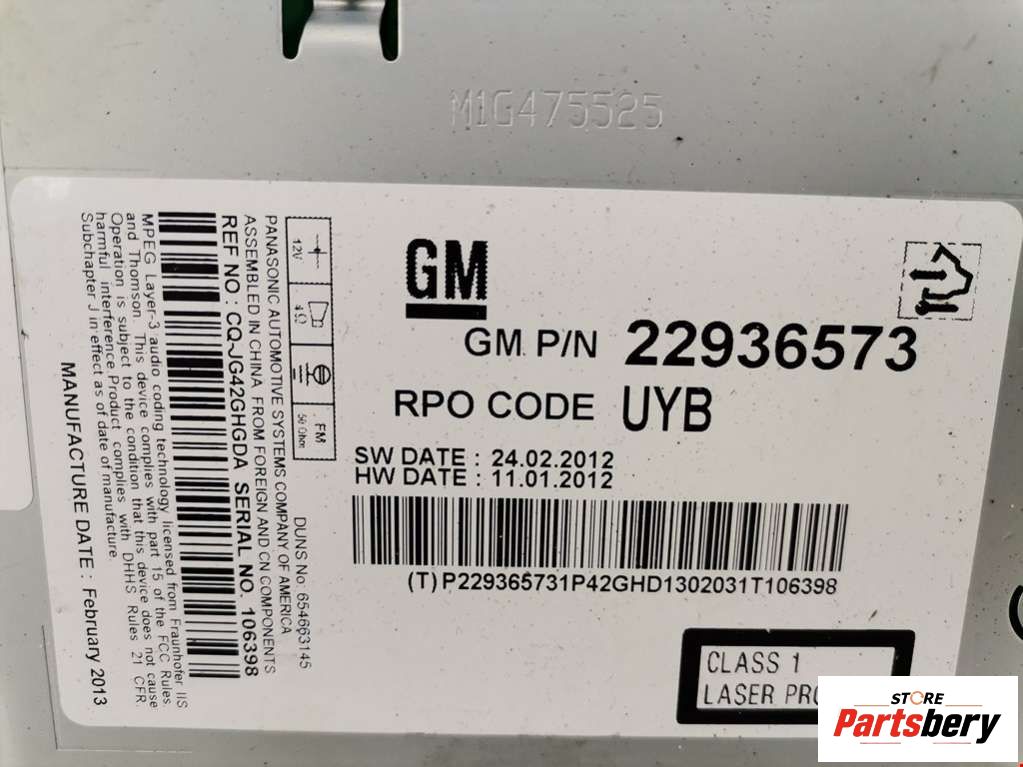 M1G475525
GM
GM P/N 22936573
RPO CODE UYB
SW DATE : 24.02.2012
HW DATE : 11.01.2012
(T) P229365731P42GHD1302031T106398
CLASS 1
LASER
12V
4Ω
FM
50 Ohm
DUNS No: 654663145
PANASONIC AUTOMOTIVE SYSTEMS COMPANY OF AMERICA
ASSEMBLED IN CHINA FROM FOREIGN AND CN COMPONENTS
REF NO : CQ-JG42GHGDA SERIAL NO. 106398
MPEG Layer-3 audio coding technology licensed from Fraunhofer IIS
and Thomson. This device complies with part 15 of the FCC Rules.
Operation is subject to the condition that this device does not cause
harmful interference. Product complies with DHHS Rules 21 CFR
Subchapter J in effect as of date of manufacture.
MANUFACTURE DATE : February 2013
STORE
Partsbery